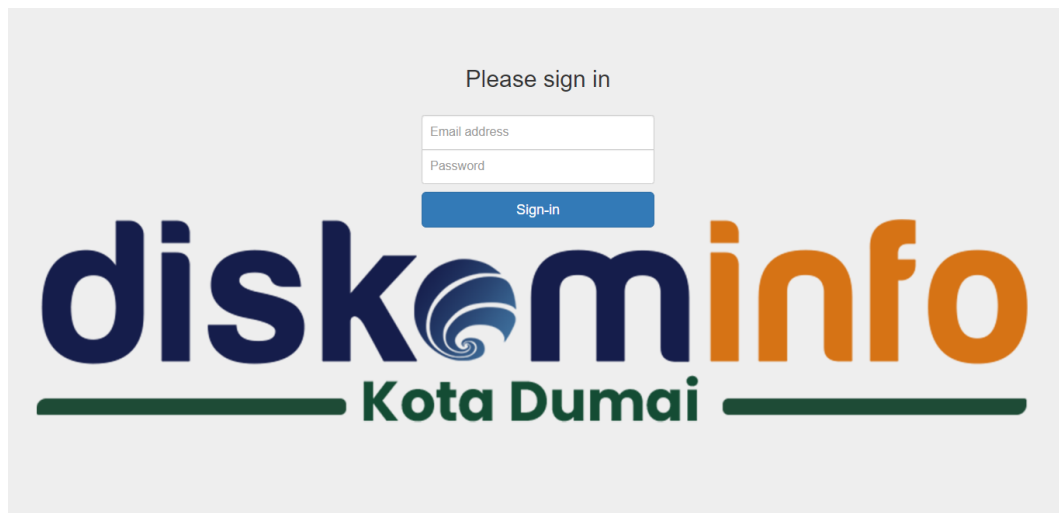 Please sign in
Email address
Password
Sign-in
diskominfo
Kota Dumai